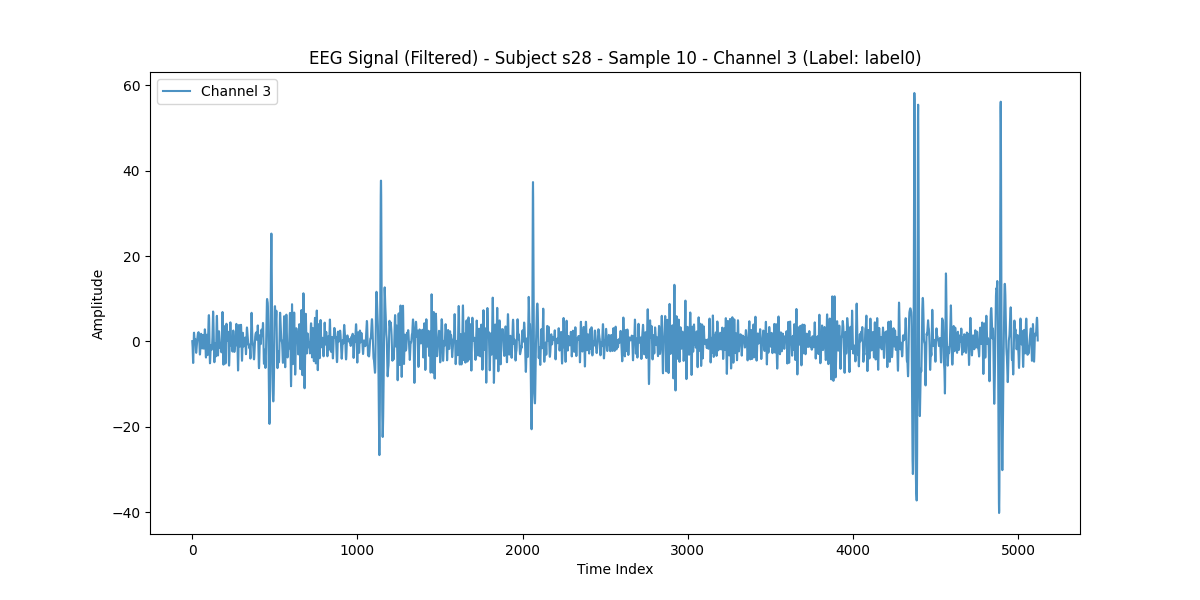 EEG Signal (Filtered) - Subject s28 - Sample 10 - Channel 3 (Label: label0)
Channel 3
60
40
20
0
−20
−40
Amplitude
0 1000 2000 3000 4000 5000
Time Index